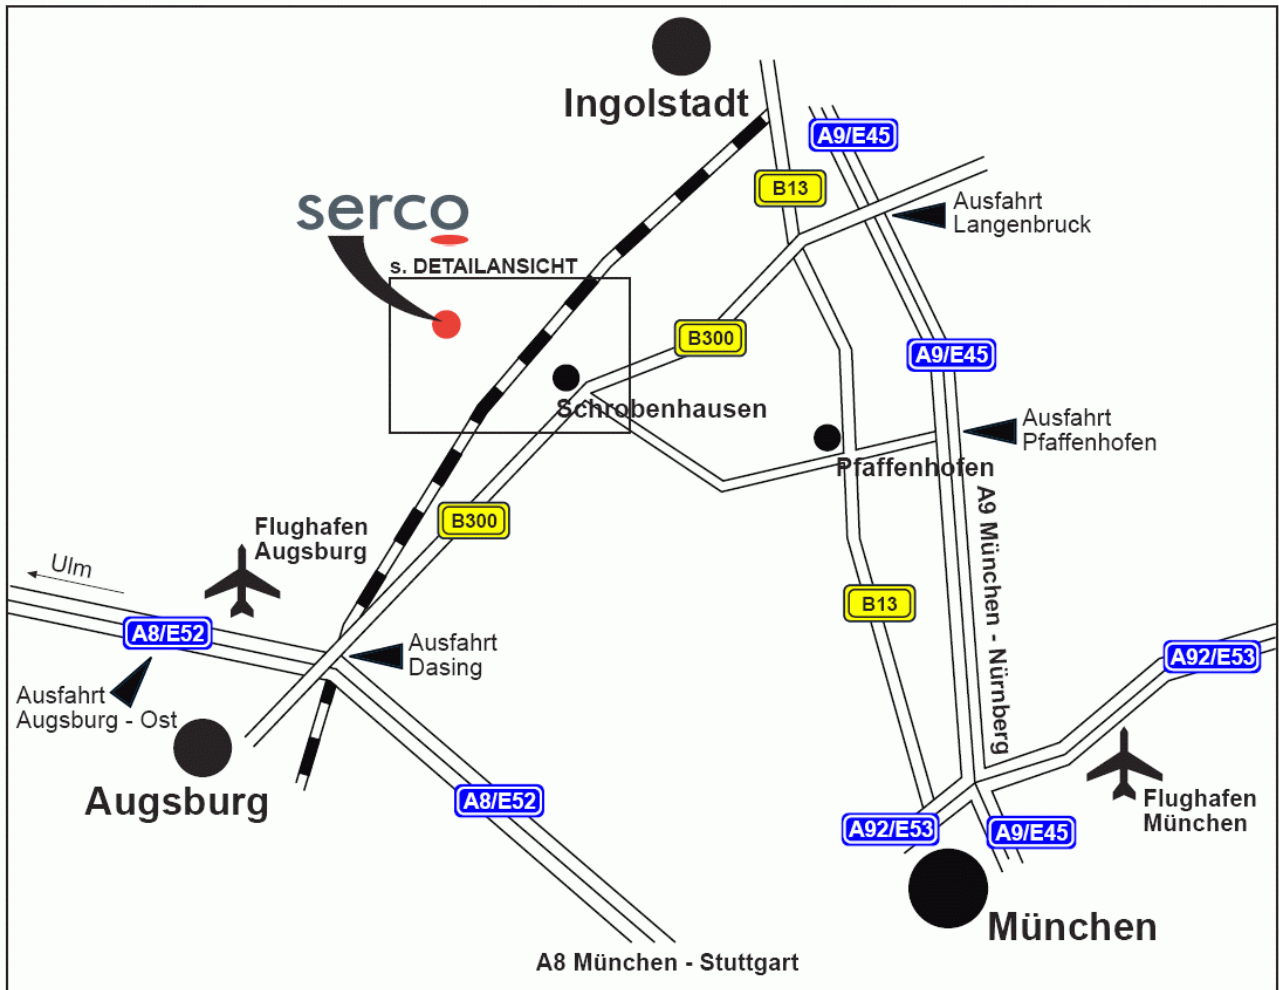 Ingolstadt
A9/E45
B13
Ausfahrt
Langenbruck
serco
s. DETAILANSICHT
B300
A9/E45
Schrobenhausen
Ausfahrt
Pfaffenhofen
Pfaffenhofen
B300
Flughafen
Augsburg
Ulm
A9 München - Nürnberg
B13
A8/E52
Ausfahrt
Dasing
A92/E53
Ausfahrt
Augsburg - Ost
Augsburg
A8/E52
Flughafen
München
A92/E53
A9/E45
München
A8 München - Stuttgart